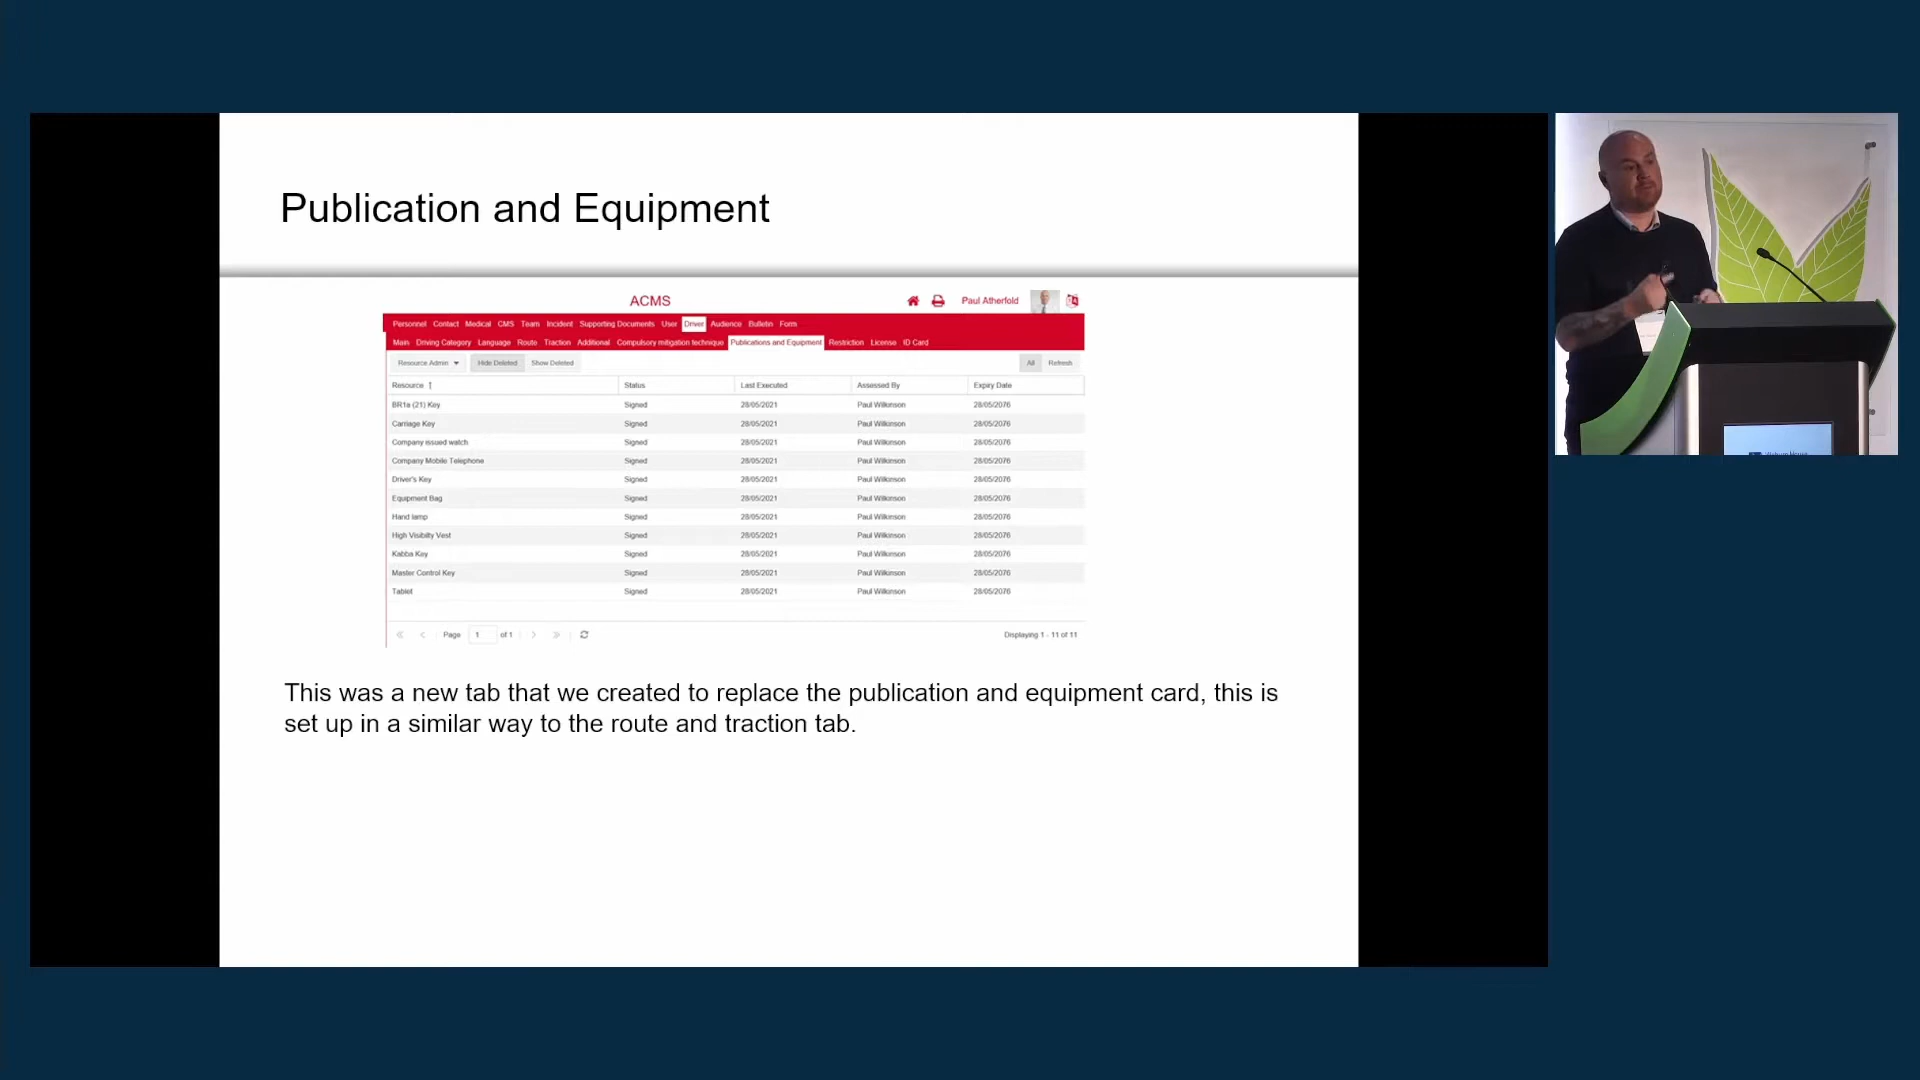 Publication and Equipment
ACMS
Paul Atherfold
Personnel Contact Medical CMS Team Incident Supporting Documents User Driver Audience Bulletin Form
Main Driving Category Language Route Traction Additional Compulsory mitigation technique Publications and Equipment Restriction License ID Card
Resource Admin Hide Deleted Show Deleted All Refresh
Resource Status Last Executed Assessed By Expiry Date
BR1a (21) Key Signed 28/05/2021 Paul Wilkinson 28/05/2076
Carriage Key Signed 28/05/2021 Paul Wilkinson 28/05/2076
Company issued watch Signed 28/05/2021 Paul Wilkinson 28/05/2076
Company Mobile Telephone Signed 28/05/2021 Paul Wilkinson 28/05/2076
Driver's Key Signed 28/05/2021 Paul Wilkinson 28/05/2076
Equipment Bag Signed 28/05/2021 Paul Wilkinson 28/05/2076
Hand lamp Signed 28/05/2021 Paul Wilkinson 28/05/2076
High Visibility Vest Signed 28/05/2021 Paul Wilkinson 28/05/2076
Kabba Key Signed 28/05/2021 Paul Wilkinson 28/05/2076
Master Control Key Signed 28/05/2021 Paul Wilkinson 28/05/2076
Tablet Signed 28/05/2021 Paul Wilkinson 28/05/2076
Page 1 of 1 Displaying 1 - 11 of 11
This was a new tab that we created to replace the publication and equipment card, this is
set up in a similar way to the route and traction tab.